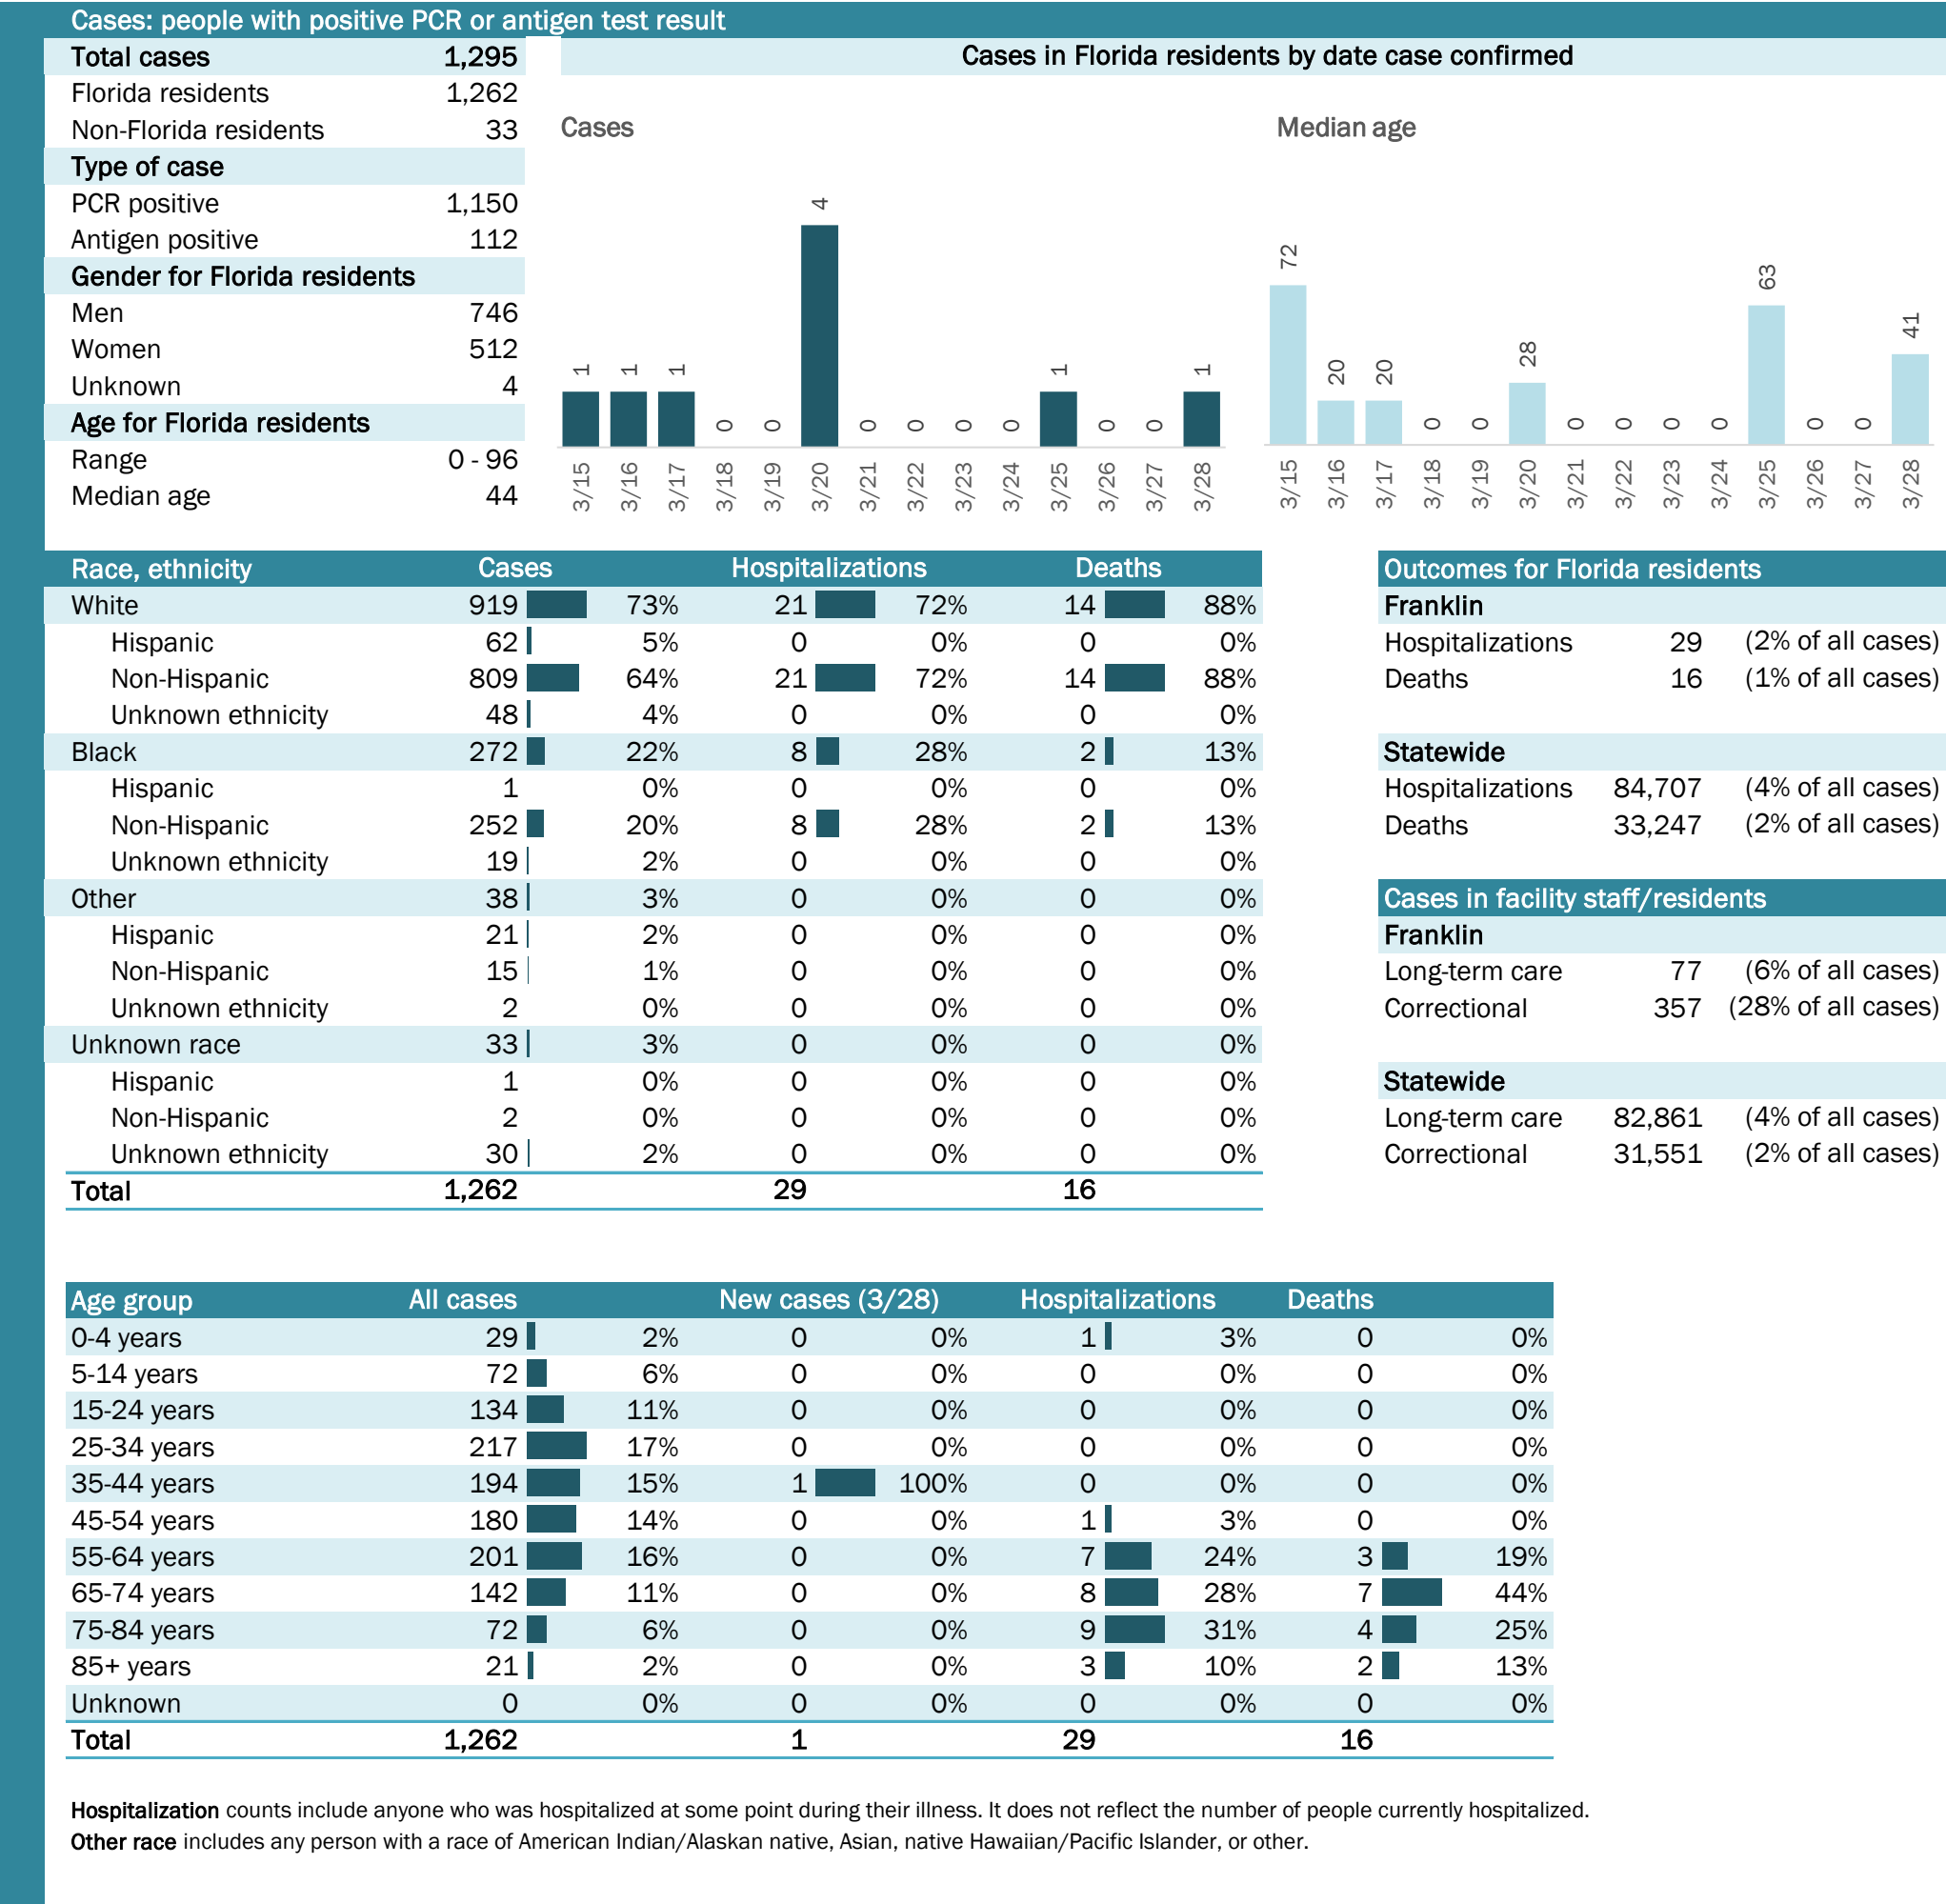 Cases: people with positive PCR or antigen test result
Total cases 1,295
Florida residents 1,262
Non-Florida residents 33
Type of case
PCR positive 1,150
Antigen positive 112
Gender for Florida residents
Men 746
Women 512
Unknown 4
Age for Florida residents
Range 0 - 96
Median age 44
Cases in Florida residents by date case confirmed
Cases
1 1 1 0 0 4 0 0 0 0 1 0 0 1
3/15 3/16 3/17 3/18 3/19 3/20 3/21 3/22 3/23 3/24 3/25 3/26 3/27 3/28
Median age
72 20 20 0 0 28 0 0 0 0 63 0 0 41
3/15 3/16 3/17 3/18 3/19 3/20 3/21 3/22 3/23 3/24 3/25 3/26 3/27 3/28
Race, ethnicity Cases Hospitalizations Deaths
White 919 73% 21 72% 14 88%
Hispanic 62 5% 0 0% 0 0%
Non-Hispanic 809 64% 21 72% 14 88%
Unknown ethnicity 48 4% 0 0% 0 0%
Black 272 22% 8 28% 2 13%
Hispanic 1 0% 0 0% 0 0%
Non-Hispanic 252 20% 8 28% 2 13%
Unknown ethnicity 19 2% 0 0% 0 0%
Other 38 3% 0 0% 0 0%
Hispanic 21 2% 0 0% 0 0%
Non-Hispanic 15 1% 0 0% 0 0%
Unknown ethnicity 2 0% 0 0% 0 0%
Unknown race 33 3% 0 0% 0 0%
Hispanic 1 0% 0 0% 0 0%
Non-Hispanic 2 0% 0 0% 0 0%
Unknown ethnicity 30 2% 0 0% 0 0%
Total 1,262 29 16
Outcomes for Florida residents
Franklin
Hospitalizations 29 (2% of all cases)
Deaths 16 (1% of all cases)
Statewide
Hospitalizations 84,707 (4% of all cases)
Deaths 33,247 (2% of all cases)
Cases in facility staff/residents
Franklin
Long-term care 77 (6% of all cases)
Correctional 357 (28% of all cases)
Statewide
Long-term care 82,861 (4% of all cases)
Correctional 31,551 (2% of all cases)
Age group All cases New cases (3/28) Hospitalizations Deaths
0-4 years 29 2% 0 0% 1 3% 0 0%
5-14 years 72 6% 0 0% 0 0% 0 0%
15-24 years 134 11% 0 0% 0 0% 0 0%
25-34 years 217 17% 0 0% 0 0% 0 0%
35-44 years 194 15% 1 100% 0 0% 0 0%
45-54 years 180 14% 0 0% 1 3% 0 0%
55-64 years 201 16% 0 0% 7 24% 3 19%
65-74 years 142 11% 0 0% 8 28% 7 44%
75-84 years 72 6% 0 0% 9 31% 4 25%
85+ years 21 2% 0 0% 3 10% 2 13%
Unknown 0 0% 0 0% 0 0% 0 0%
Total 1,262 1 29 16
Hospitalization counts include anyone who was hospitalized at some point during their illness. It does not reflect the number of people currently hospitalized.
Other race includes any person with a race of American Indian/Alaskan native, Asian, native Hawaiian/Pacific Islander, or other.